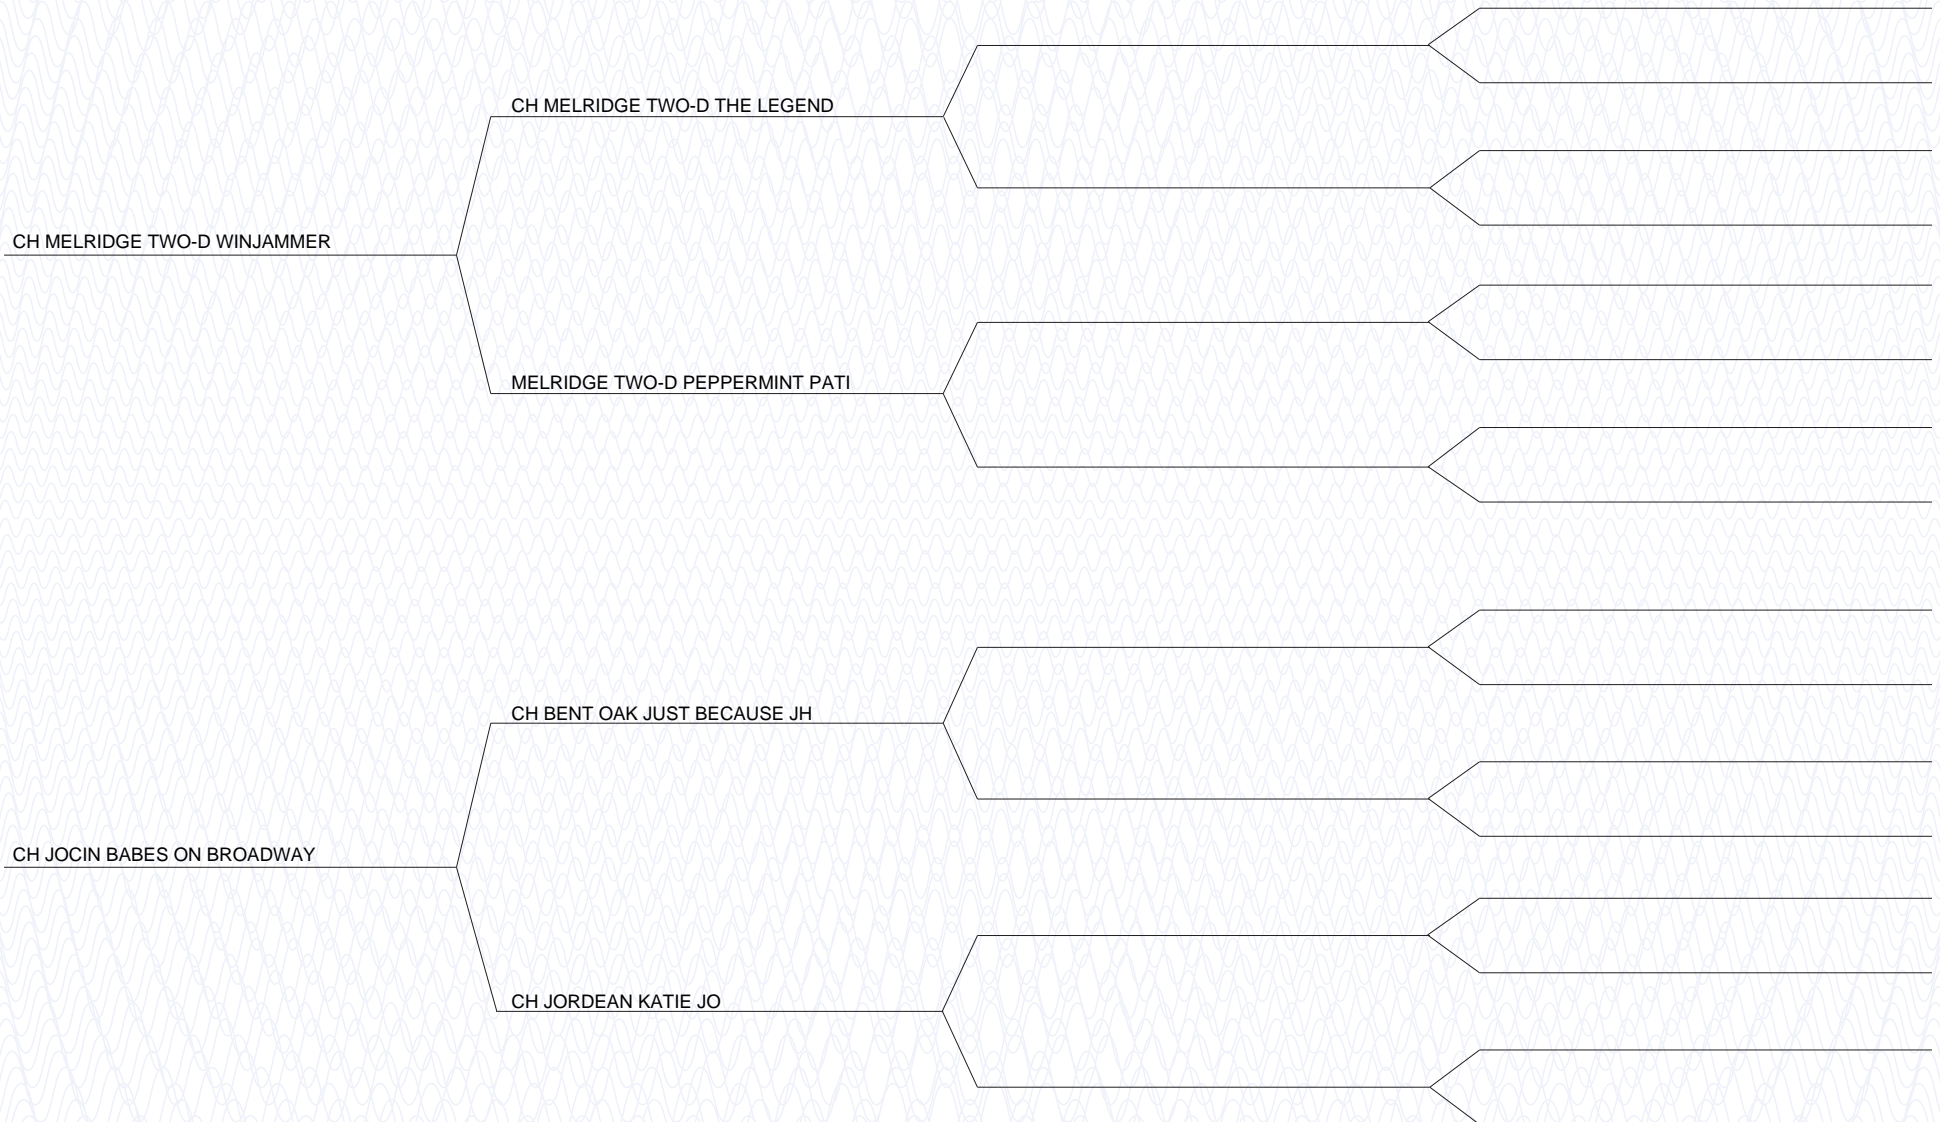 CH MELRIDGE TWO-D THE LEGEND
CH MELRIDGE TWO-D WINJAMMER
MELRIDGE TWO-D PEPPERMINT PATI
CH BENT OAK JUST BECAUSE JH
CH JOCIN BABES ON BROADWAY
CH JORDEAN KATIE JO